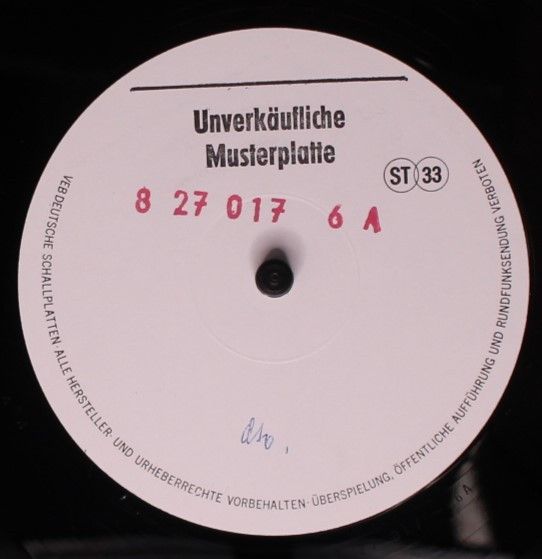 Unverkäufliche
Musterplatte
ST 33
8 27 017 6 A
VEB DEUTSCHE SCHALLPLATTEN · ALLE HERSTELLER- UND URHEBERRECHTE VORBEHALTEN · ÜBERSPIELUNG, ÖFFENTLICHE AUFFÜHRUNG UND RUNDFUNKSENDUNG VERBOTEN